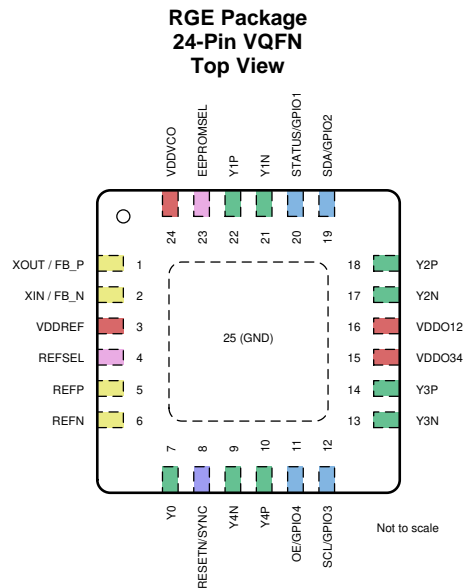 RGE Package
24-Pin VQFN
Top View
VDDVCO
EEPROMSEL
Y1P
Y1N
STATUS/GPIO1
SDA/GPIO2
24
23
22
21
20
19
XOUT / FB_P
1
18
Y2P
XIN / FB_N
2
17
Y2N
VDDREF
3
16
VDDO12
25 (GND)
REFSEL
4
15
VDDO34
REFP
5
14
Y3P
REFN
6
13
Y3N
7
8
9
10
11
12
Y0
RESETN/SYNC
Y4N
Y4P
OE/GPIO4
SCL/GPIO3
Not to scale